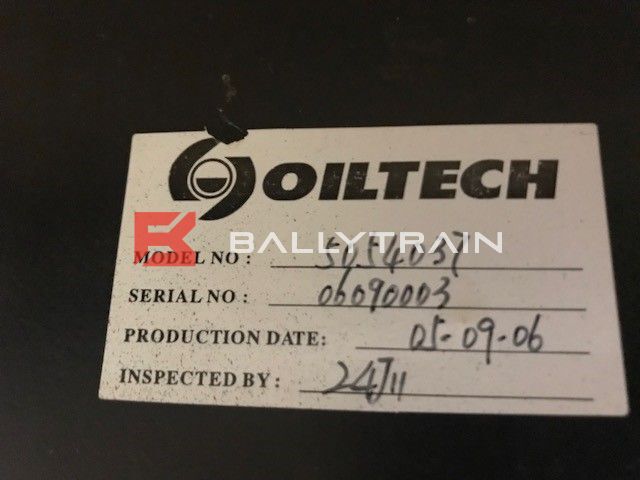 OILTECH
BALLYTRAIN
MODEL NO:
SERIAL NO: 06090003
PRODUCTION DATE: 05-09-06
INSPECTED BY: